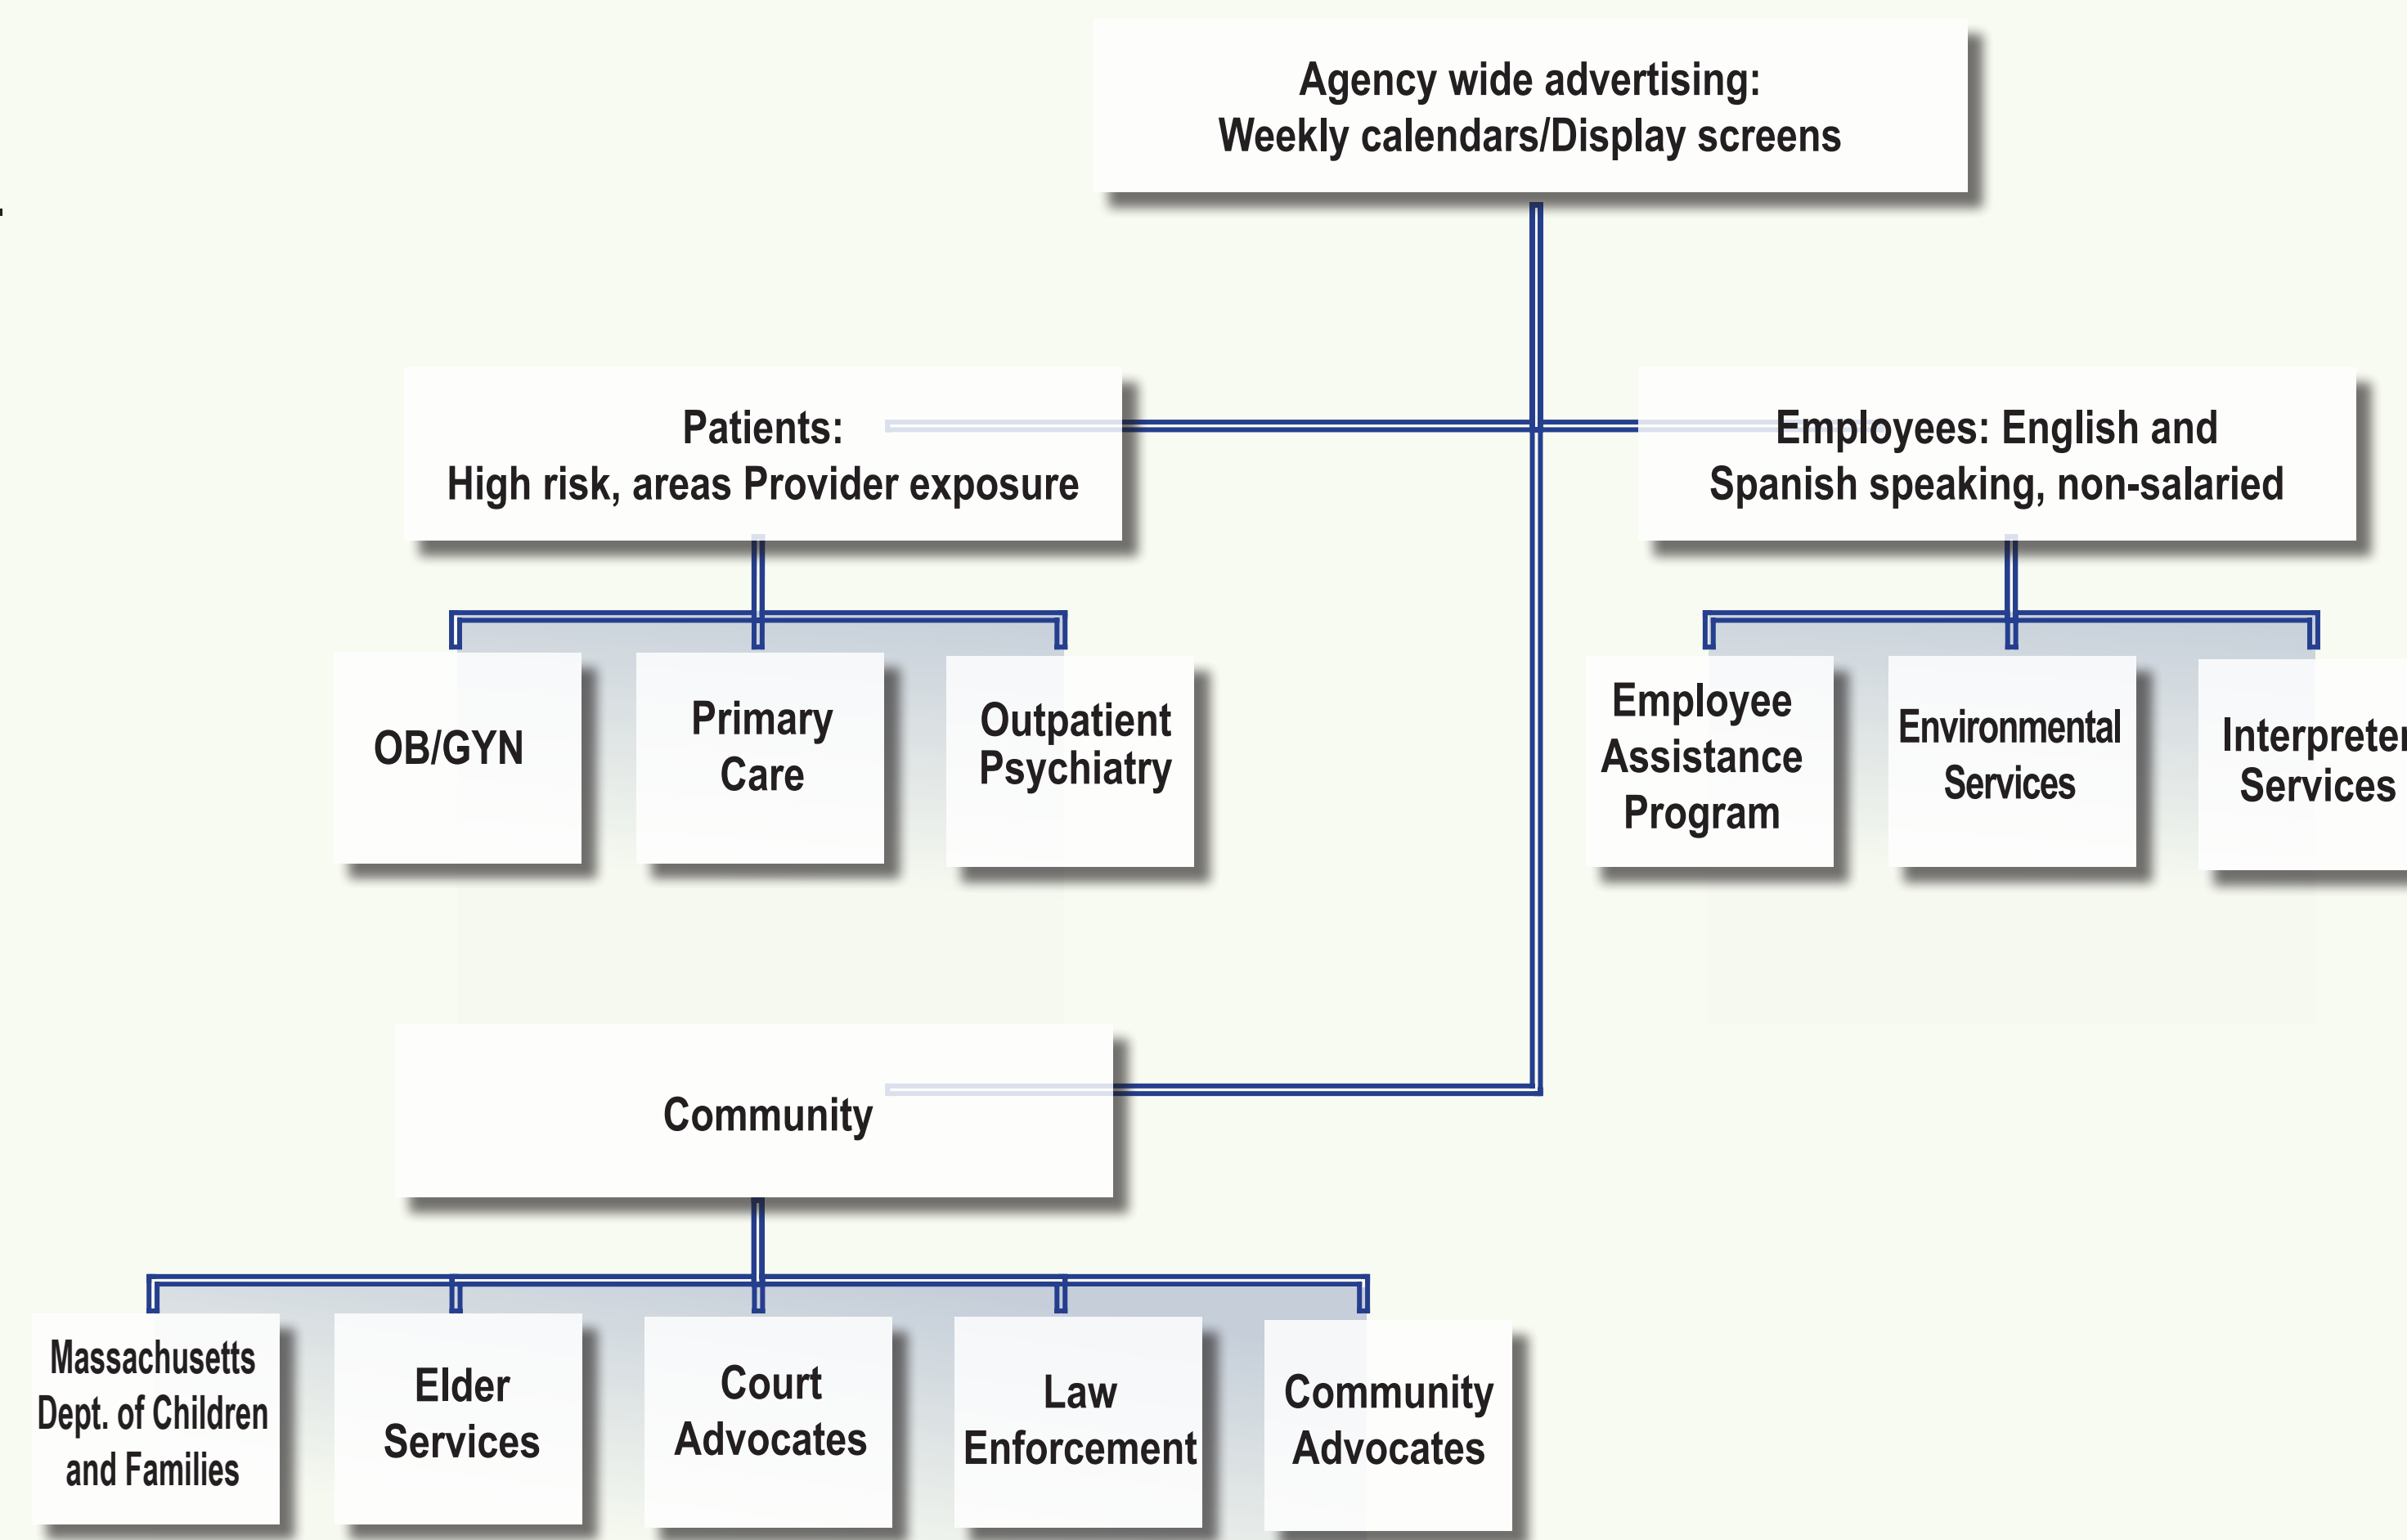 Agency wide advertising:
Weekly calendars/Display screens
Patients:
High risk, areas Provider exposure
Employees: English and
Spanish speaking, non-salaried
OB/GYN
Primary
Care
Outpatient
Psychiatry
Employee
Assistance
Program
Environmental
Services
Interpreter
Services
Community
Massachusetts
Dept. of Children
and Families
Elder
Services
Court
Advocates
Law
Enforcement
Community
Advocates